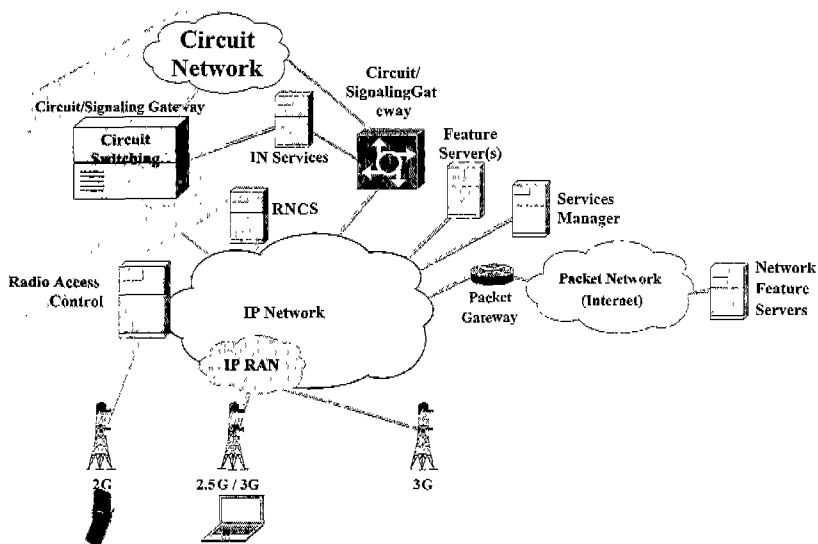 Circuit
Network
Circuit/
SignalingGat
eway
Circuit/Signaling Gateway
Circuit
Switching
IN Services
Feature
Server(s)
RNCS
Services
Manager
Radio Access
Control
IP Network
Packet
Gateway
Packet Network
(Internet)
Network
Feature
Servers
IP RAN
2G
2.5G / 3G
3G